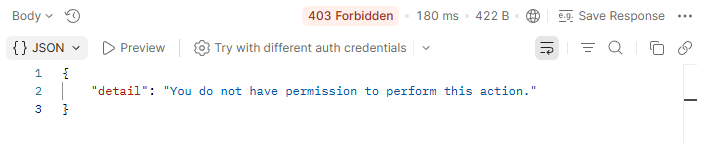 Body
403 Forbidden • 180 ms • 422 B • e.g. Save Response
{} JSON Preview Try with different auth credentials
1 {
2 "detail": "You do not have permission to perform this action."
3 }